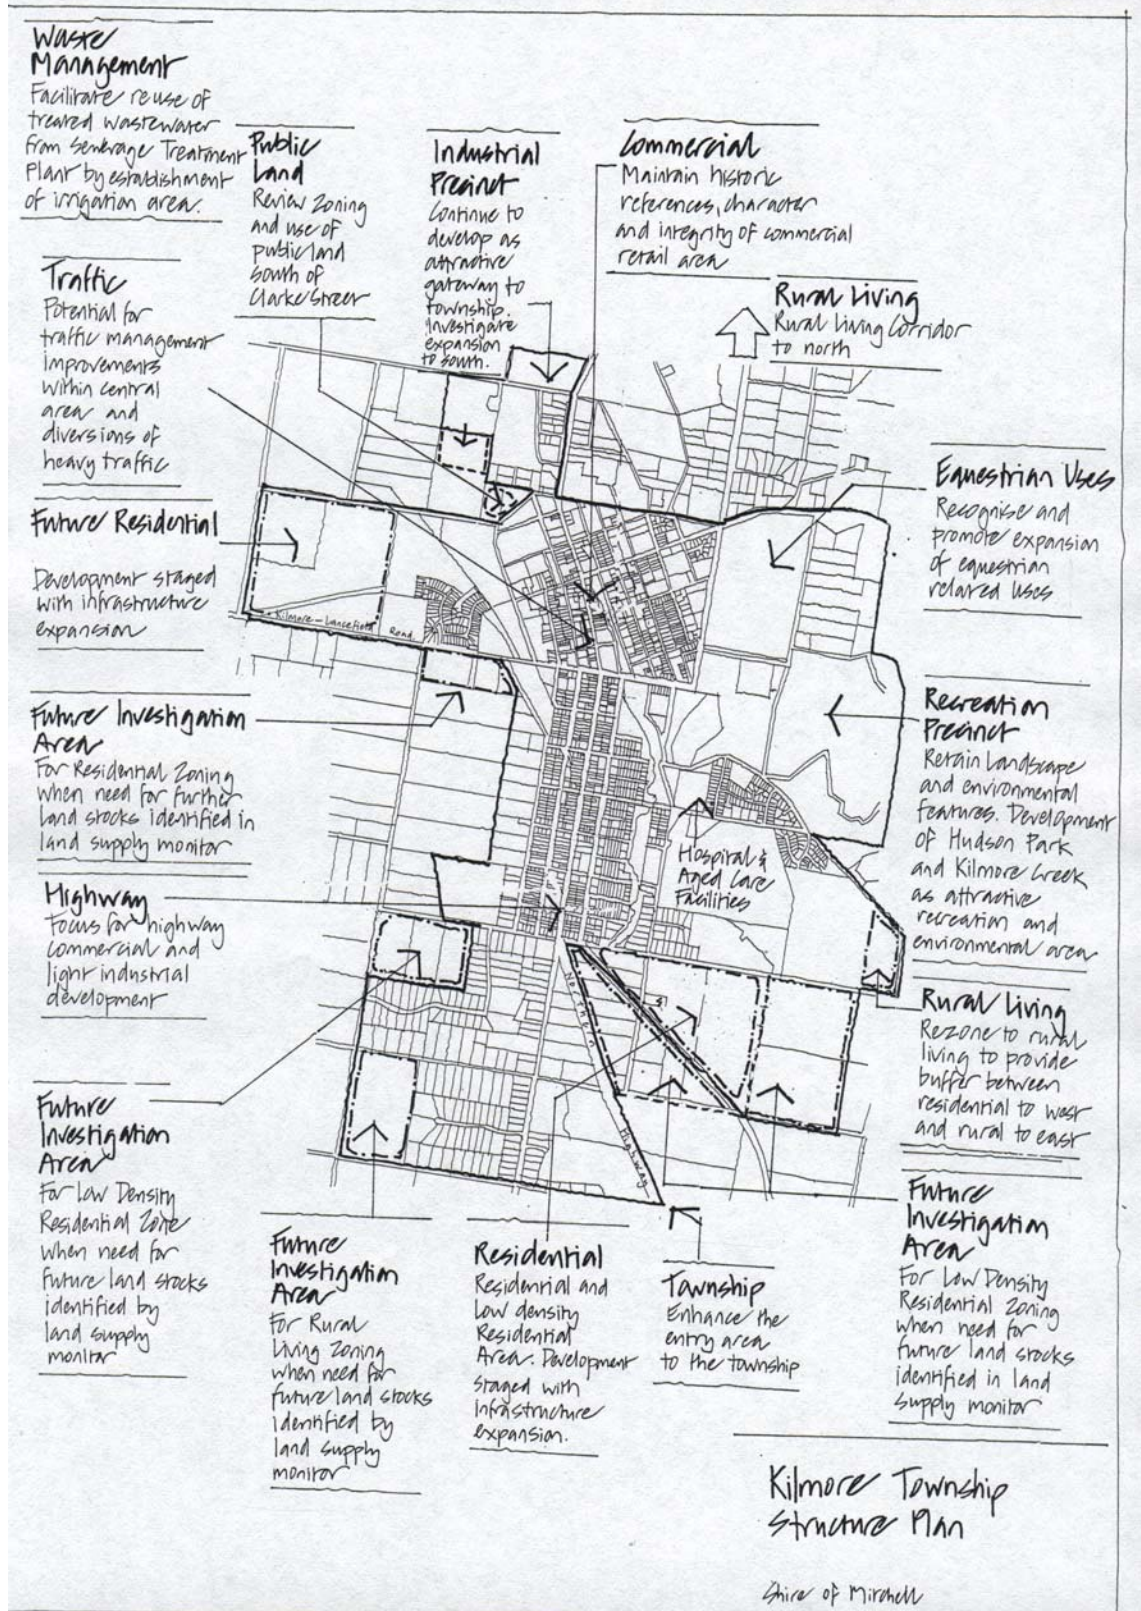 Waste
Management
Facilitate reuse of
treated wastewater
from Sewerage Treatment
Plant by establishment
of irrigation area.
Public
Land
Review zoning
and use of
public land
south of
Clarke Street
Industrial
Precinct
Continue to
develop as
attractive
gateway to
township.
Investigate
expansion
to south.
Commercial
Maintain historic
references, character
and integrity of commercial
retail area
Rural Living
Rural Living Corridor
to north
Traffic
Potential for
traffic management
improvements
within central
area and
diversions of
heavy traffic
Equestrian Uses
Recognise and
promote expansion
of equestrian
related uses
Future Residential
Development staged
with infrastructure
expansion
Kilmore - Lancefield Road
Future Investigation
Area
For Residential Zoning
when need for further
land stocks identified in
land supply monitor
Recreation
Precinct
Retain Landscape
and environmental
features. Development
of Hudson Park
and Kilmore Creek
as attractive
recreation and
environmental area
Hospital &
Aged Care
Facilities
Highway
Focus for highway
commercial and
light industrial
development
Rural Living
Rezone to rural
living to provide
buffer between
residential to west
and rural to east
Northern Highway
Future
Investigation
Area
For Low Density
Residential Zone
when need for
future land stocks
identified by
land supply
monitor
Future
Investigation
Area
For Rural
Living Zoning
when need for
future land stocks
identified by
land supply
monitor
Residential
Residential and
Low density
Residential
Area. Development
staged with
infrastructure
expansion.
Township
Enhance the
entry area
to the township
Future
Investigation
Area
For Low Density
Residential Zoning
when need for
future land stocks
identified in land
supply monitor
Kilmore Township
Structure Plan
Shire of Mitchell